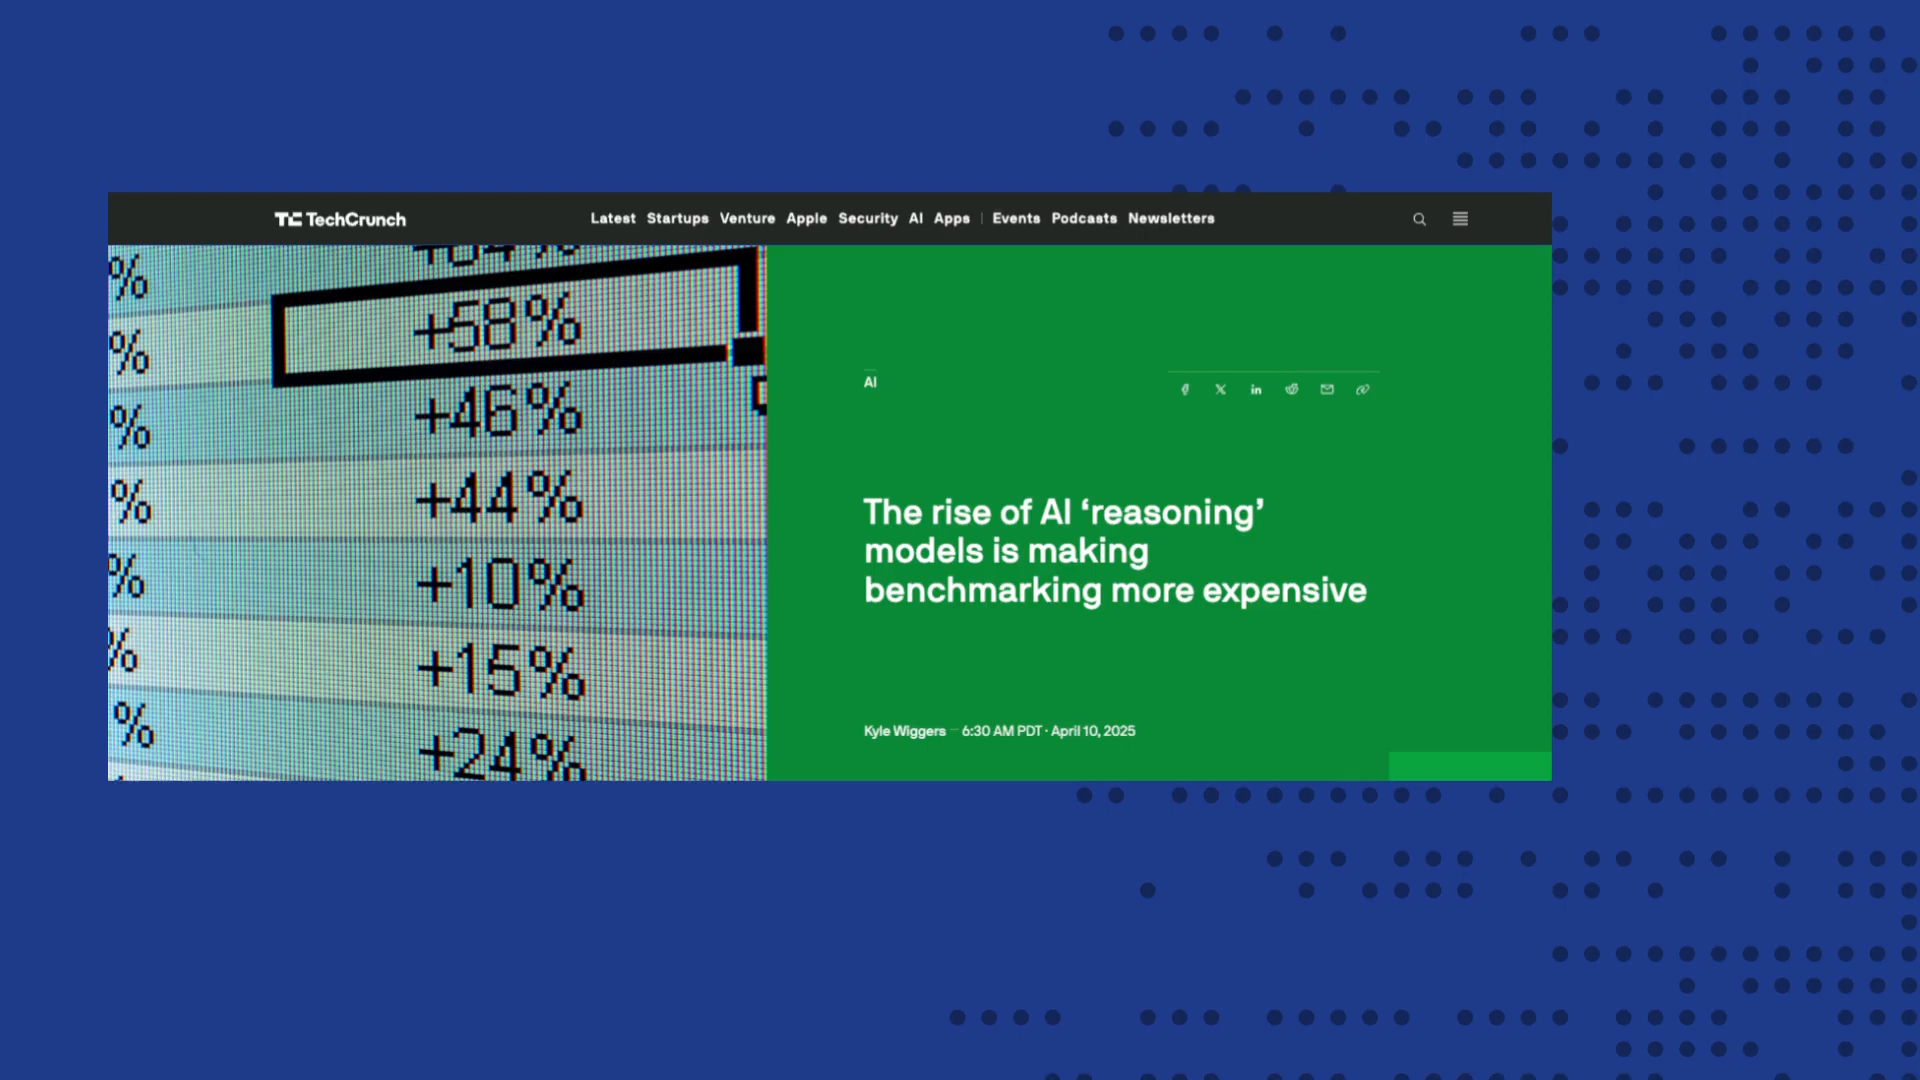 TechCrunch
Latest Startups Venture Apple Security AI Apps | Events Podcasts Newsletters
%
+58%
%
+46%
%
+44%
%
+10%
%
+15%
%
+24%
%
AI
The rise of AI ‘reasoning’
models is making
benchmarking more expensive
Kyle Wiggers — 6:30 AM PDT · April 10, 2025